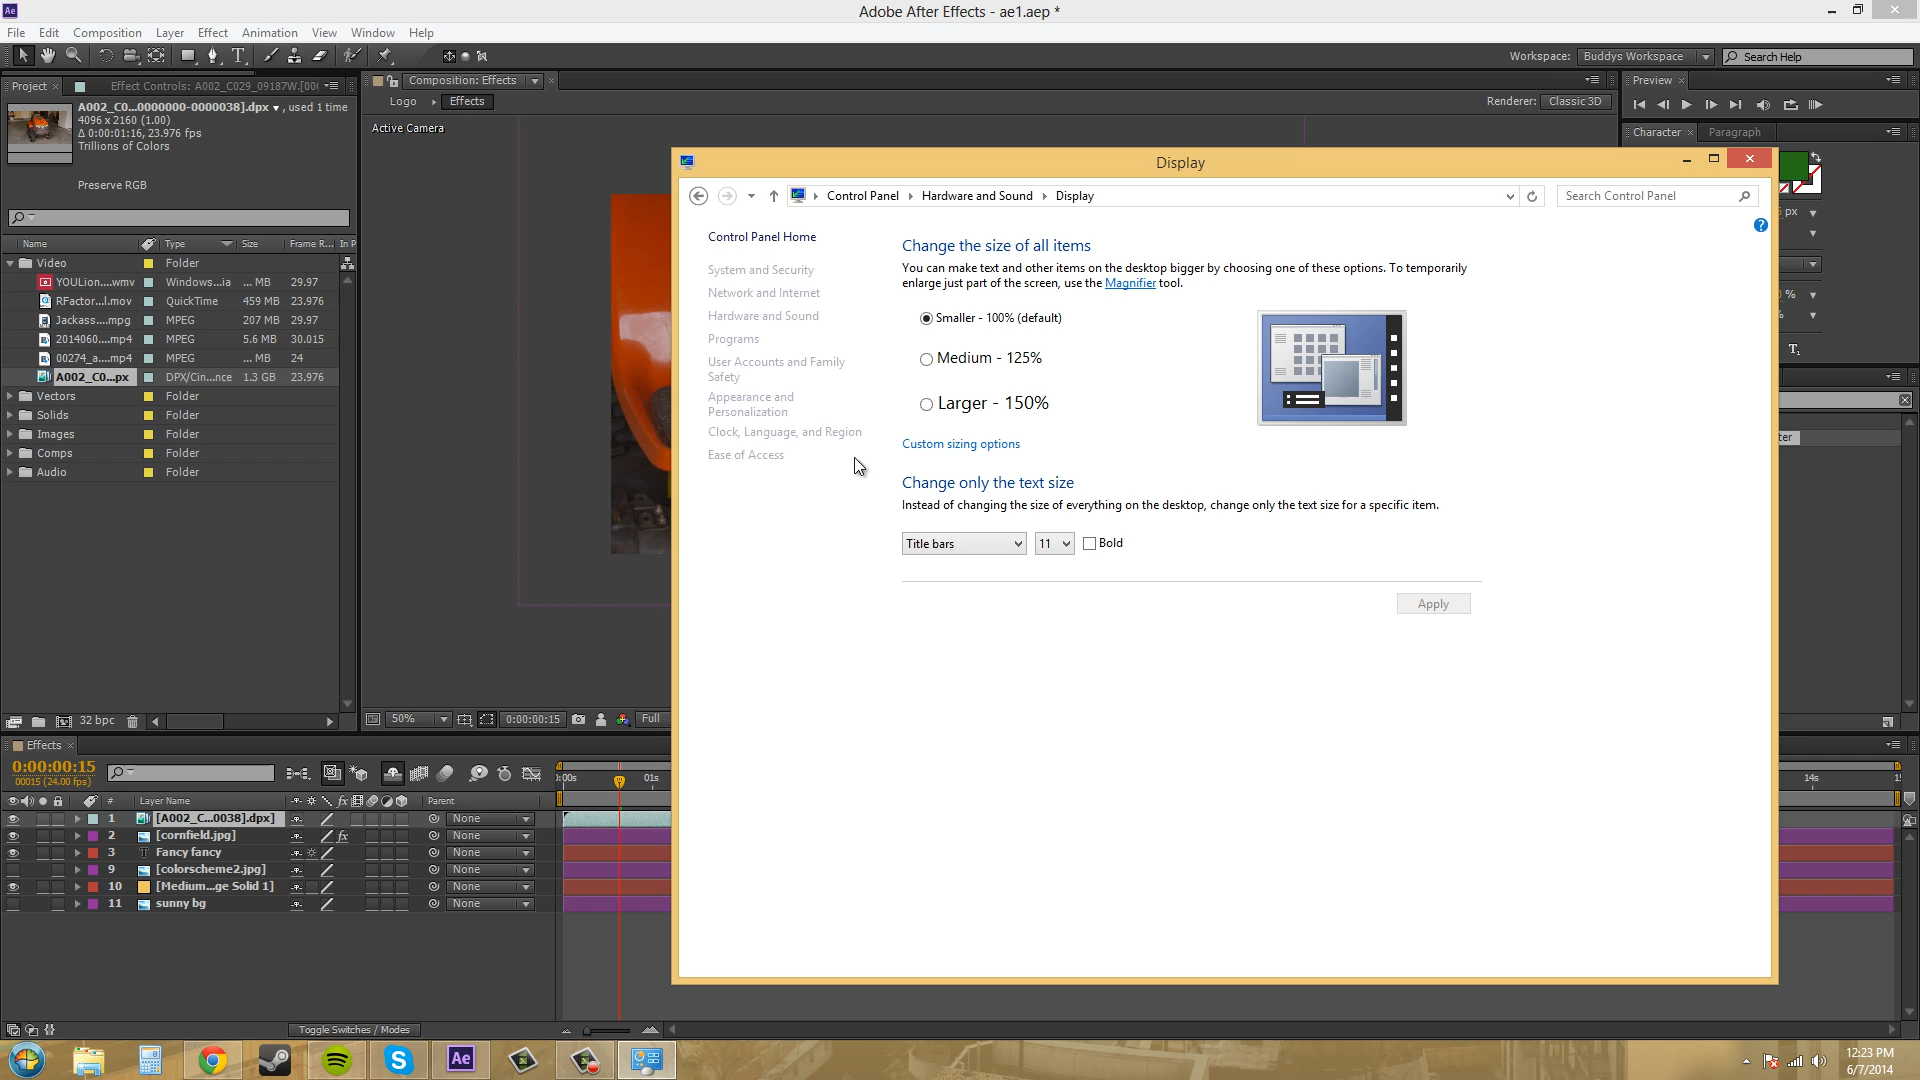 Adobe After Effects - ae1.aep *
File Edit Composition Layer Effect Animation View Window Help
Workspace: Buddys Workspace Search Help
Project × Effect Controls: A002_C029_09187W.[00(
Composition: Effects ×
Preview ×
Logo Effects
Renderer: Classic 3D
A002_C0...0000000-0000038].dpx ▾ , used 1 time
4096 x 2160 (1.00)
Δ 0:00:01:16, 23.976 fps
Trillions of Colors
Preserve RGB
Active Camera
Character × Paragraph
Display
Control Panel Hardware and Sound Display
Search Control Panel
px
%
%
ter
Name Type Size Frame R... In P
Video Folder
YOULion....wmv Windows...ia ... MB 29.97
RFactor...l.mov QuickTime 459 MB 23.976
Jackass....mpg MPEG 207 MB 29.97
2014060....mp4 MPEG 5.6 MB 30.015
00274_a....mp4 MPEG ... MB 24
A002_C0...px DPX/Cin...nce 1.3 GB 23.976
Vectors Folder
Solids Folder
Images Folder
Comps Folder
Audio Folder
32 bpc
Control Panel Home
System and Security
Network and Internet
Hardware and Sound
Programs
User Accounts and Family
Safety
Appearance and
Personalization
Clock, Language, and Region
Ease of Access
Change the size of all items
You can make text and other items on the desktop bigger by choosing one of these options. To temporarily
enlarge just part of the screen, use the Magnifier tool.
Smaller - 100% (default)
Medium - 125%
Larger - 150%
Custom sizing options
Change only the text size
Instead of changing the size of everything on the desktop, change only the text size for a specific item.
Title bars 11 Bold
Apply
50% 0:00:00:15 Full
Effects ×
0:00:00:15
00015 (24.00 fps)
):00s 01s 14s 1!
# Layer Name fx Parent
1 [A002_C...0038].dpx] None
2 [cornfield.jpg] fx None
3 T Fancy fancy None
9 [colorscheme2.jpg] None
10 [Medium...ge Solid 1] None
11 sunny bg None
Toggle Switches / Modes
Ae
12:23 PM
6/7/2014